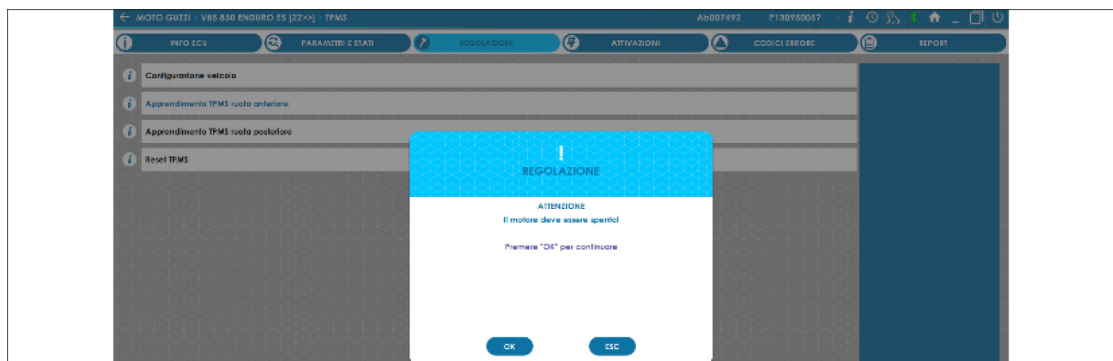 MOTO GUZZI > V85 850 ENDURO E5 [22>>] > TPMS
Ab007492
P130950057
INFO ECU
PARAMETRI E STATI
REGOLAZIONI
ATTIVAZIONI
CODICI ERRORE
REPORT
Configurazione veicolo
Apprendimento TPMS ruota anteriore
Apprendimento TPMS ruota posteriore
Reset TPMS
!
REGOLAZIONE
ATTENZIONE
Il motore deve essere spento!
Premere "OK" per continuare
OK
ESC